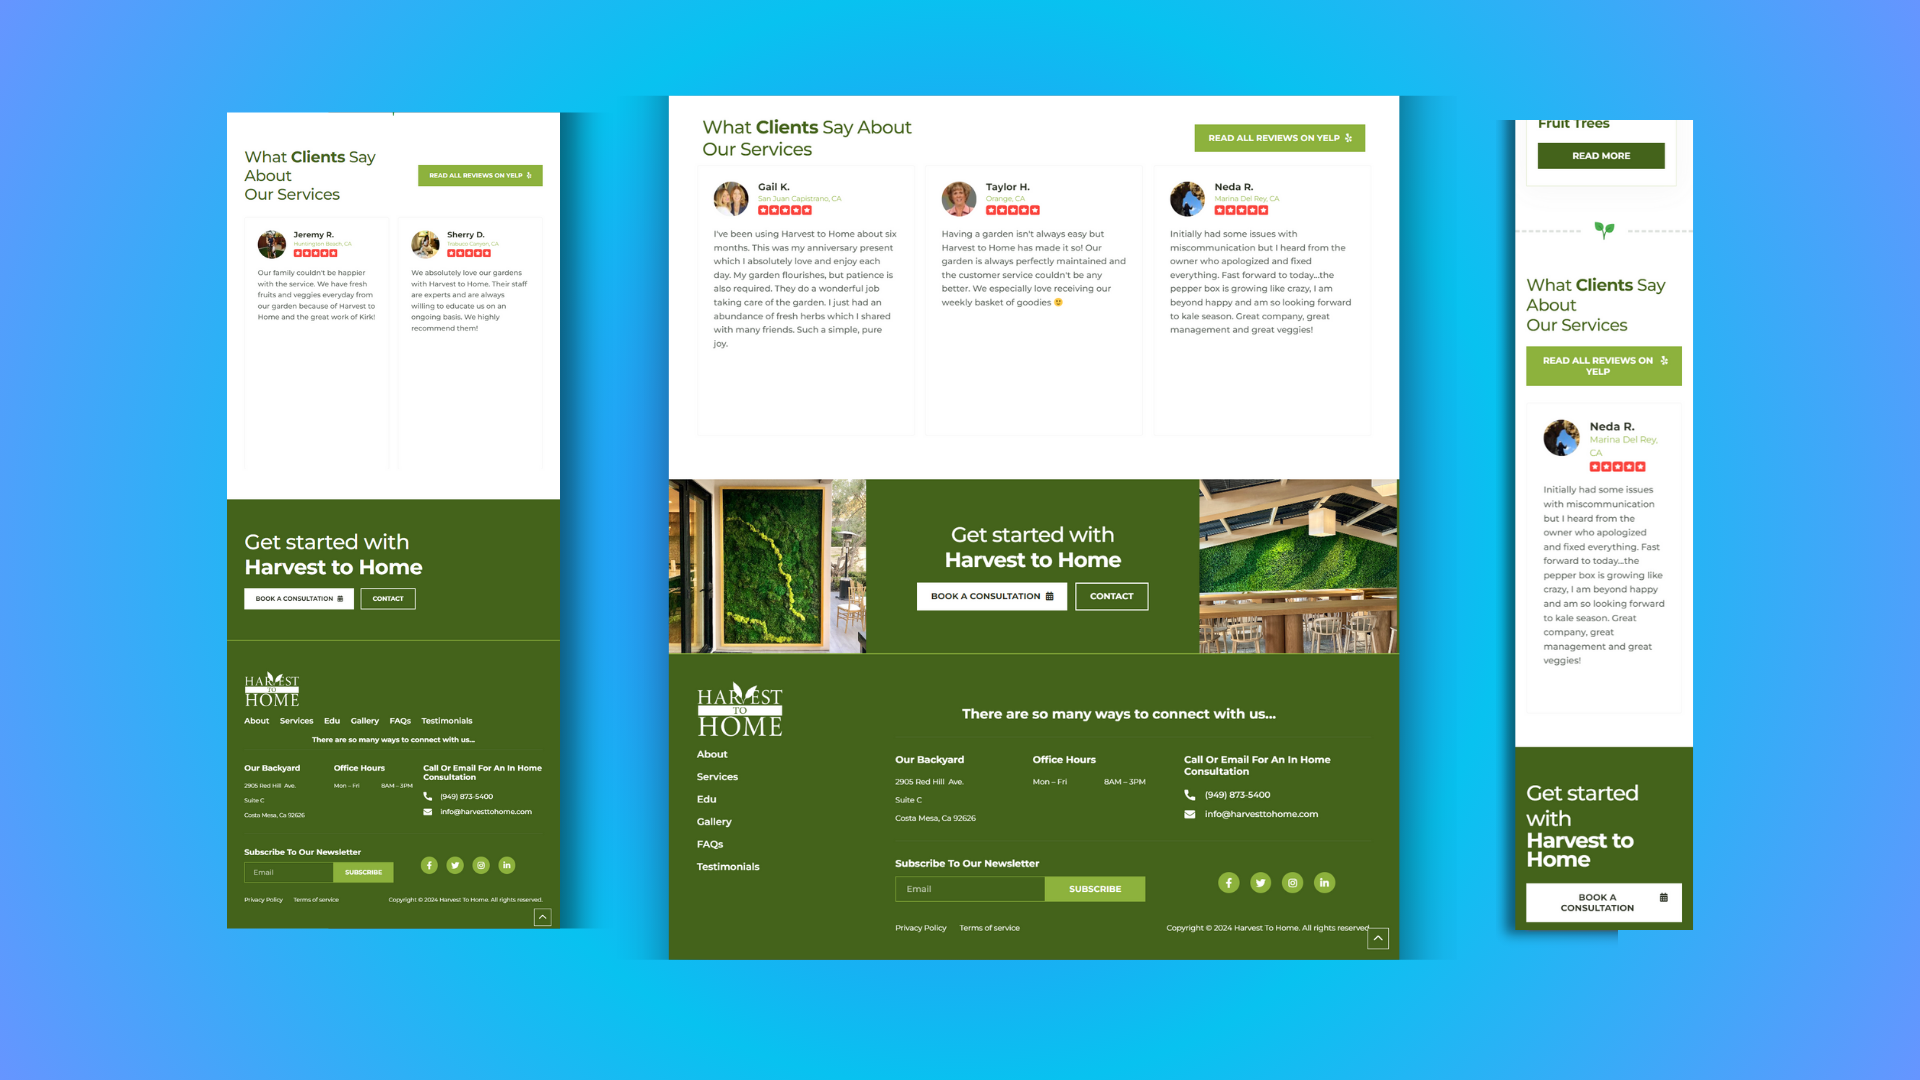 What Clients Say
About
Our Services
READ ALL REVIEWS ON YELP
Jeremy R.
Huntington Beach, CA
Our family couldn't be happier
with the service. We have fresh
fruits and veggies everyday from
our garden because of Harvest to
Home and the great work of Kirk!
Sherry D.
Trabuco Canyon, CA
We absolutely love our gardens
with Harvest to Home. Their staff
are experts and are always
willing to educate us on an
ongoing basis. We highly
recommend them!
Get started with
Harvest to Home
BOOK A CONSULTATION
CONTACT
HARVEST
TO
HOME
About Services Edu Gallery FAQs Testimonials
There are so many ways to connect with us...
Our Backyard
2905 Red Hill Ave.
Suite C
Costa Mesa, Ca 92626
Office Hours
Mon – Fri 8AM – 3PM
Call Or Email For An In Home
Consultation
(949) 873-5400
info@harvesttohome.com
Subscribe To Our Newsletter
Email
SUBSCRIBE
Privacy Policy Terms of service
Copyright © 2024 Harvest To Home. All rights reserved.
What Clients Say About
Our Services
READ ALL REVIEWS ON YELP
Gail K.
San Juan Capistrano, CA
I've been using Harvest to Home about six
months. This was my anniversary present
which I absolutely love and enjoy each
day. My garden flourishes, but patience is
also required. They do a wonderful job
taking care of the garden. I just had an
abundance of fresh herbs which I shared
with many friends. Such a simple, pure
joy.
Taylor H.
Orange, CA
Having a garden isn't always easy but
Harvest to Home has made it so! Our
garden is always perfectly maintained and
the customer service couldn't be any
better. We especially love receiving our
weekly basket of goodies 🙂
Neda R.
Marina Del Rey, CA
Initially had some issues with
miscommunication but I heard from the
owner who apologized and fixed
everything. Fast forward to today...the
pepper box is growing like crazy, I am
beyond happy and am so looking forward
to kale season. Great company, great
management and great veggies!
Get started with
Harvest to Home
BOOK A CONSULTATION
CONTACT
HARVEST
TO
HOME
About
Services
Edu
Gallery
FAQs
Testimonials
There are so many ways to connect with us...
Our Backyard
2905 Red Hill Ave.
Suite C
Costa Mesa, Ca 92626
Office Hours
Mon – Fri 8AM – 3PM
Call Or Email For An In Home
Consultation
(949) 873-5400
info@harvesttohome.com
Subscribe To Our Newsletter
Email
SUBSCRIBE
Privacy Policy Terms of service
Copyright © 2024 Harvest To Home. All rights reserved
Fruit Trees
READ MORE
What Clients Say
About
Our Services
READ ALL REVIEWS ON
YELP
Neda R.
Marina Del Rey,
CA
Initially had some issues
with miscommunication
but I heard from the
owner who apologized
and fixed everything. Fast
forward to today...the
pepper box is growing like
crazy, I am beyond happy
and am so looking forward
to kale season. Great
company, great
management and great
veggies!
Get started
with
Harvest to
Home
BOOK A
CONSULTATION